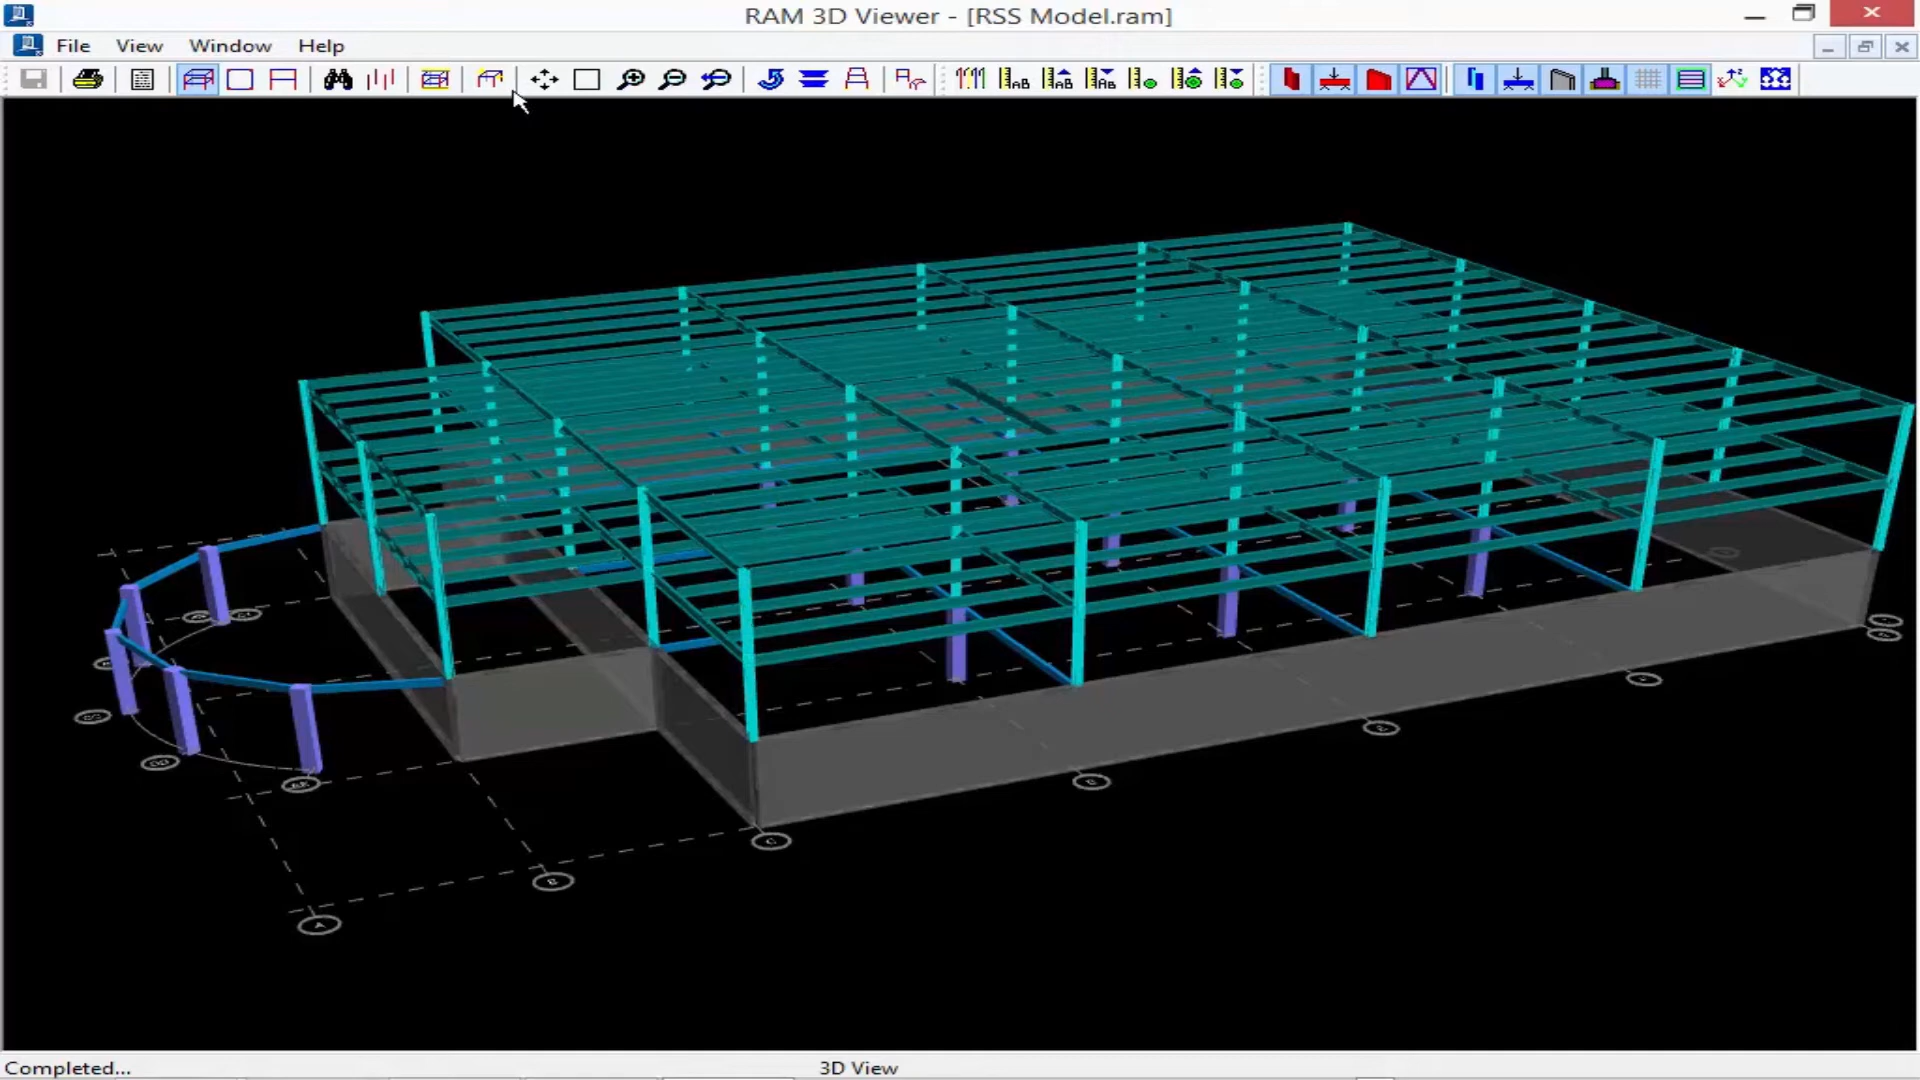 RAM 3D Viewer - [RSS Model.ram]
File View Window Help
A
B
C
Completed...
3D View